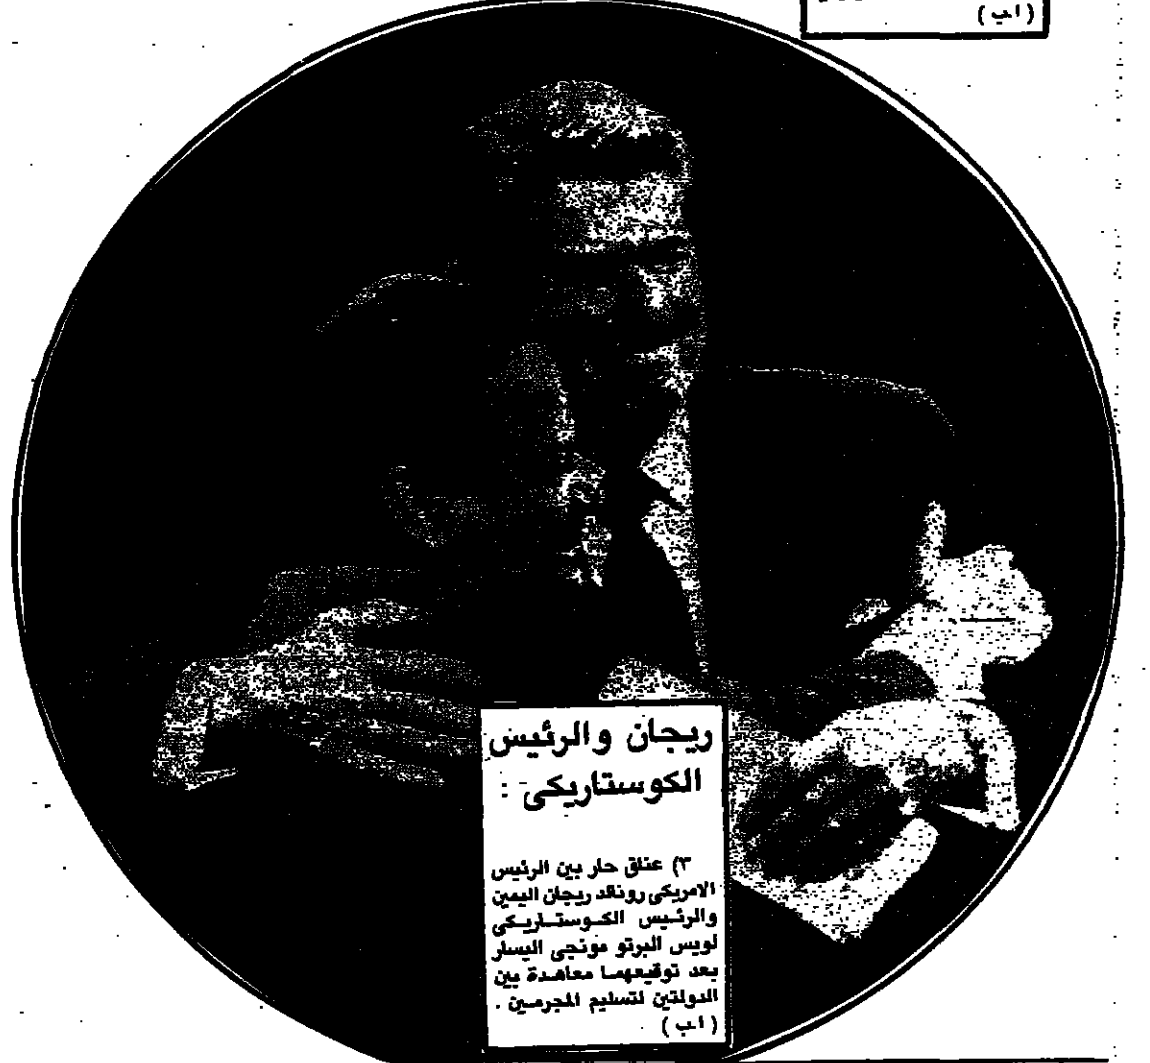 (اب)
ريجان والرئيس
الكوستاريكى :
٣) عناق حار بين الرئيس
الامريكى رونالد ريجان اليمين
والرئيس الكوستاريكى
لويس البرتو مونجى اليسار
بعد توقيعهما معاهدة بين
الدولتين لتسليم المجرمين .
(اب)